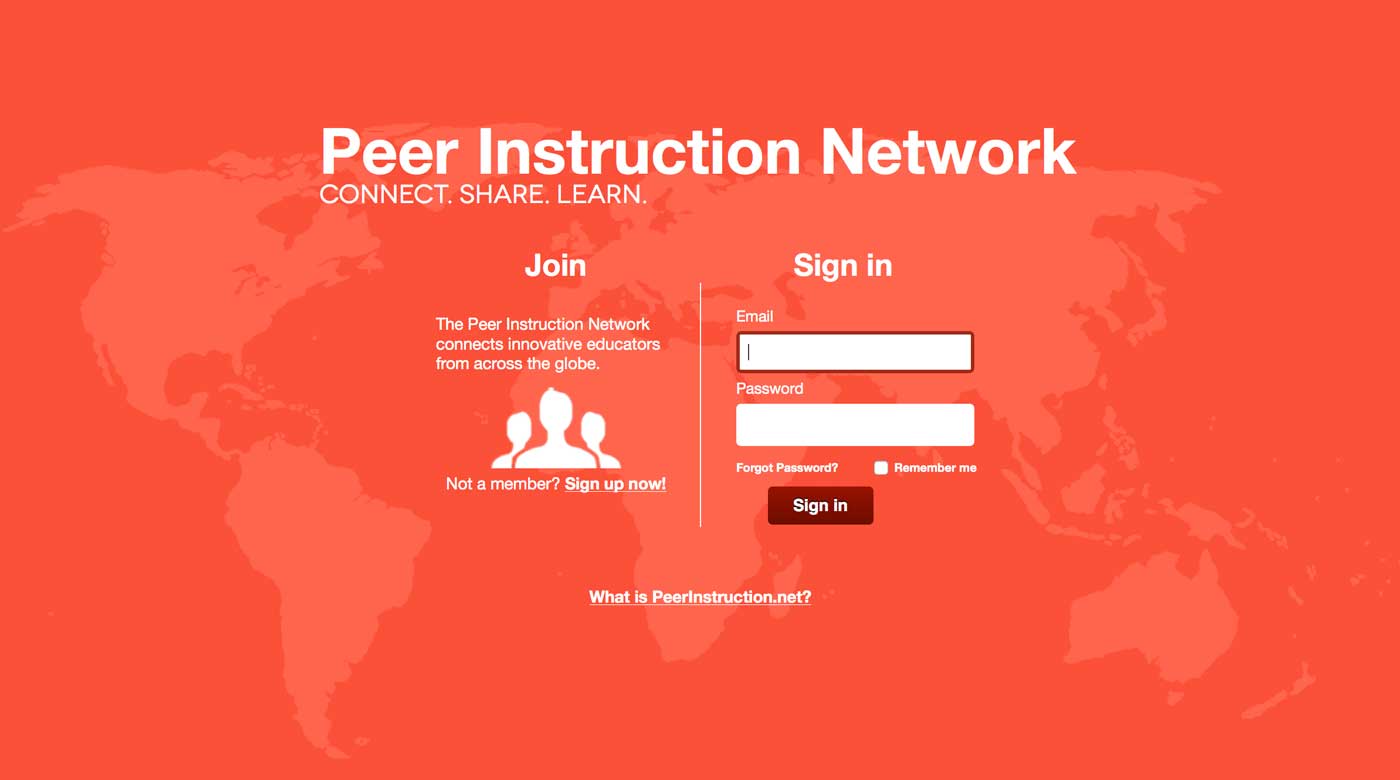 Peer Instruction Network
CONNECT. SHARE. LEARN.
Join
The Peer Instruction Network
connects innovative educators
from across the globe.
Not a member? Sign up now!
Sign in
Email
Password
Forgot Password? Remember me
Sign in
What is PeerInstruction.net?